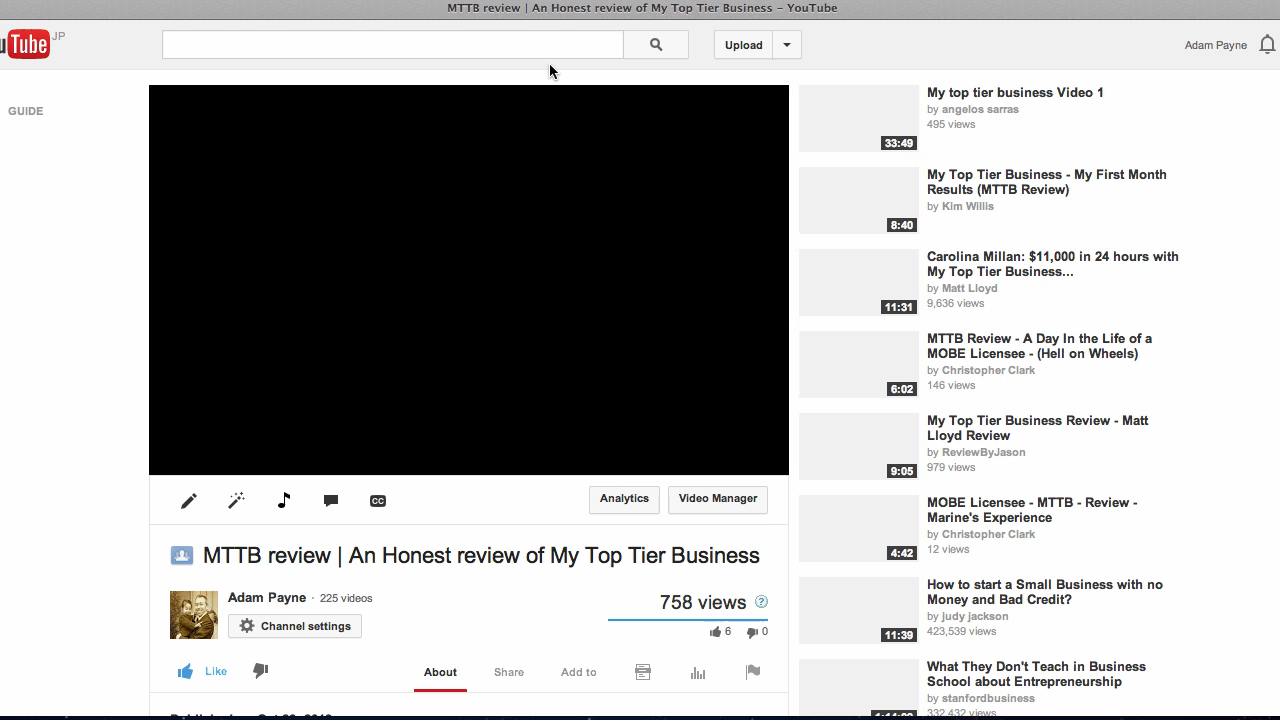 MTTB review | An Honest review of My Top Tier Business – YouTube
uTube JP
Upload
Adam Payne
GUIDE
My top tier business Video 1
by angelos sarras
495 views
33:49
My Top Tier Business - My First Month
Results (MTTB Review)
by Kim Willis
8:40
Carolina Millan: $11,000 in 24 hours with
My Top Tier Business...
by Matt Lloyd
9,636 views
11:31
MTTB Review - A Day In the Life of a
MOBE Licensee - (Hell on Wheels)
by Christopher Clark
146 views
6:02
My Top Tier Business Review - Matt
Lloyd Review
by ReviewByJason
979 views
9:05
MOBE Licensee - MTTB - Review -
Marine's Experience
by Christopher Clark
12 views
4:42
How to start a Small Business with no
Money and Bad Credit?
by judy jackson
423,539 views
11:39
What They Don't Teach in Business
School about Entrepreneurship
by stanfordbusiness
332,432 views
CC
Analytics
Video Manager
MTTB review | An Honest review of My Top Tier Business
Adam Payne · 225 videos
Channel settings
758 views ?
6 0
Like
About
Share
Add to